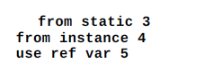 from static 3
from instance 4
use ref var 5